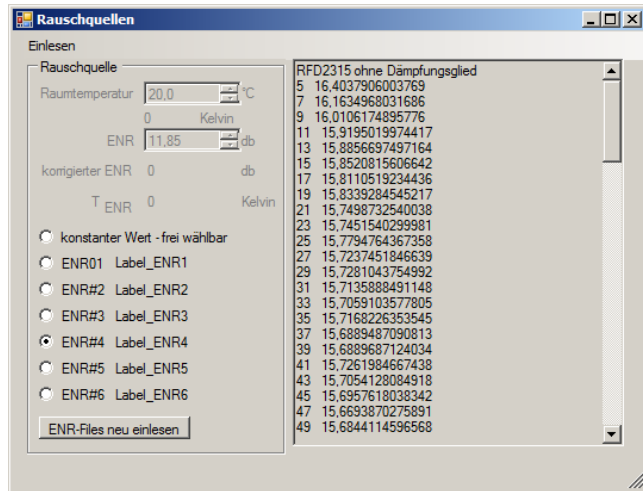 Rauschquellen
Einlesen
Rauschquelle
Raumtemperatur 20,0 °C
0 Kelvin
ENR 11,85 db
korrigierter ENR 0 db
T ENR 0 Kelvin
konstanter Wert - frei wählbar
ENR01 Label_ENR1
ENR#2 Label_ENR2
ENR#3 Label_ENR3
ENR#4 Label_ENR4
ENR#5 Label_ENR5
ENR#6 Label_ENR6
ENR-Files neu einlesen
RFD2315 ohne Dämpfungsglied
5 16,4037906003769
7 16,1634968031686
9 16,0106174895776
11 15,9195019974417
13 15,8856697497164
15 15,8520815606642
17 15,8110519234436
19 15,8339284545217
21 15,7498732540038
23 15,7451540299981
25 15,7794764367358
27 15,7237451846639
29 15,7281043754992
31 15,7135888491148
33 15,7059103577805
35 15,7168226353545
37 15,6889487090813
39 15,6889687124034
41 15,7261984667438
43 15,7054128084918
45 15,6957618038342
47 15,6693870275891
49 15,6844114596568